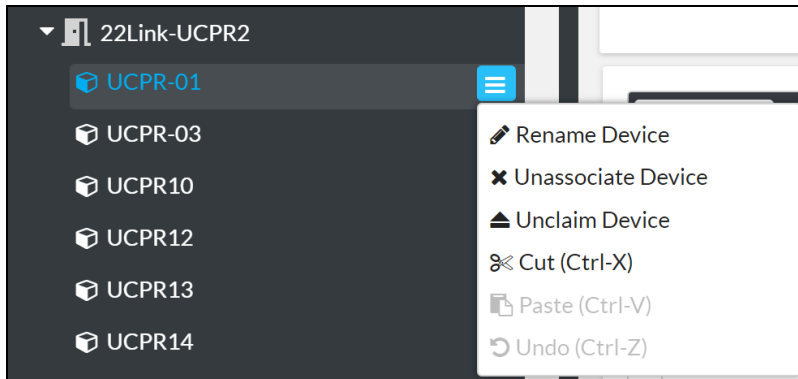 22Link-UCPR2
UCPR-01
UCPR-03
UCPR10
UCPR12
UCPR13
UCPR14
Rename Device
Unassociate Device
Unclaim Device
Cut (Ctrl-X)
Paste (Ctrl-V)
Undo (Ctrl-Z)